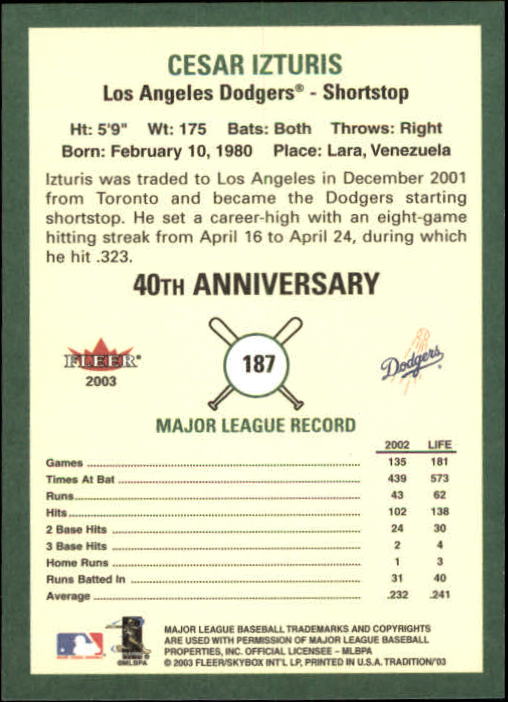 CESAR IZTURIS
Los Angeles Dodgers® - Shortstop
Ht: 5'9" Wt: 175 Bats: Both Throws: Right
Born: February 10, 1980 Place: Lara, Venezuela
Izturis was traded to Los Angeles in December 2001
from Toronto and became the Dodgers starting
shortstop. He set a career-high with an eight-game
hitting streak from April 16 to April 24, during which
he hit .323.
40TH ANNIVERSARY
FLEER®
2003
187
Dodgers®
MAJOR LEAGUE RECORD
2002 LIFE
Games 135 181
Times At Bat 439 573
Runs 43 62
Hits 102 138
2 Base Hits 24 30
3 Base Hits 2 4
Home Runs 1 3
Runs Batted In 31 40
Average .232 .241
©MLBPA
MAJOR LEAGUE BASEBALL TRADEMARKS AND COPYRIGHTS
ARE USED WITH PERMISSION OF MAJOR LEAGUE BASEBALL
PROPERTIES, INC. OFFICIAL LICENSEE - MLBPA
© 2003 FLEER/SKYBOX INT'L LP, PRINTED IN U.S.A. TRADITION/'03